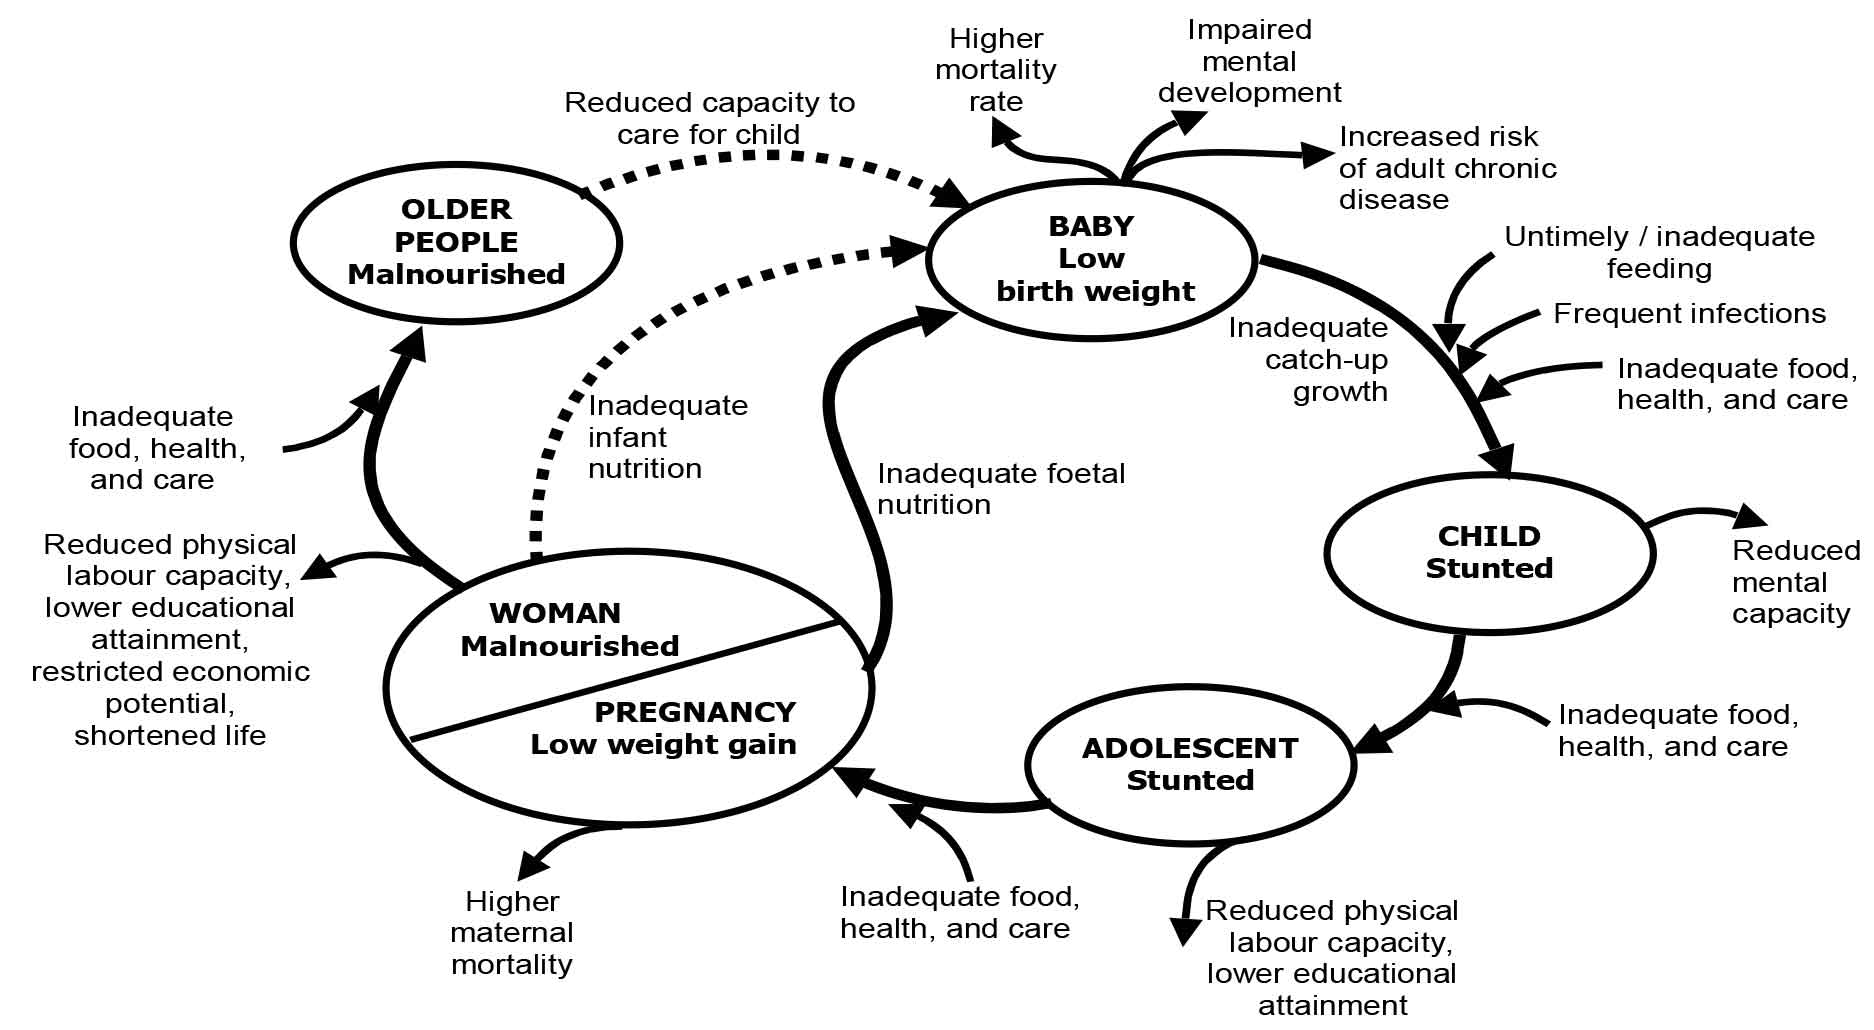 Higher
mortality
rate
Impaired
mental
development
Reduced capacity to
care for child
Increased risk
of adult chronic
disease
OLDER
PEOPLE
Malnourished
BABY
Low
birth weight
Untimely / inadequate
feeding
Frequent infections
Inadequate
catch-up
growth
Inadequate food,
health, and care
Inadequate
food, health,
and care
Inadequate
infant
nutrition
Inadequate foetal
nutrition
CHILD
Stunted
Reduced
mental
capacity
Reduced physical
labour capacity,
lower educational
attainment,
restricted economic
potential,
shortened life
WOMAN
Malnourished
PREGNANCY
Low weight gain
ADOLESCENT
Stunted
Inadequate food,
health, and care
Higher
maternal
mortality
Inadequate food,
health, and care
Reduced physical
labour capacity,
lower educational
attainment